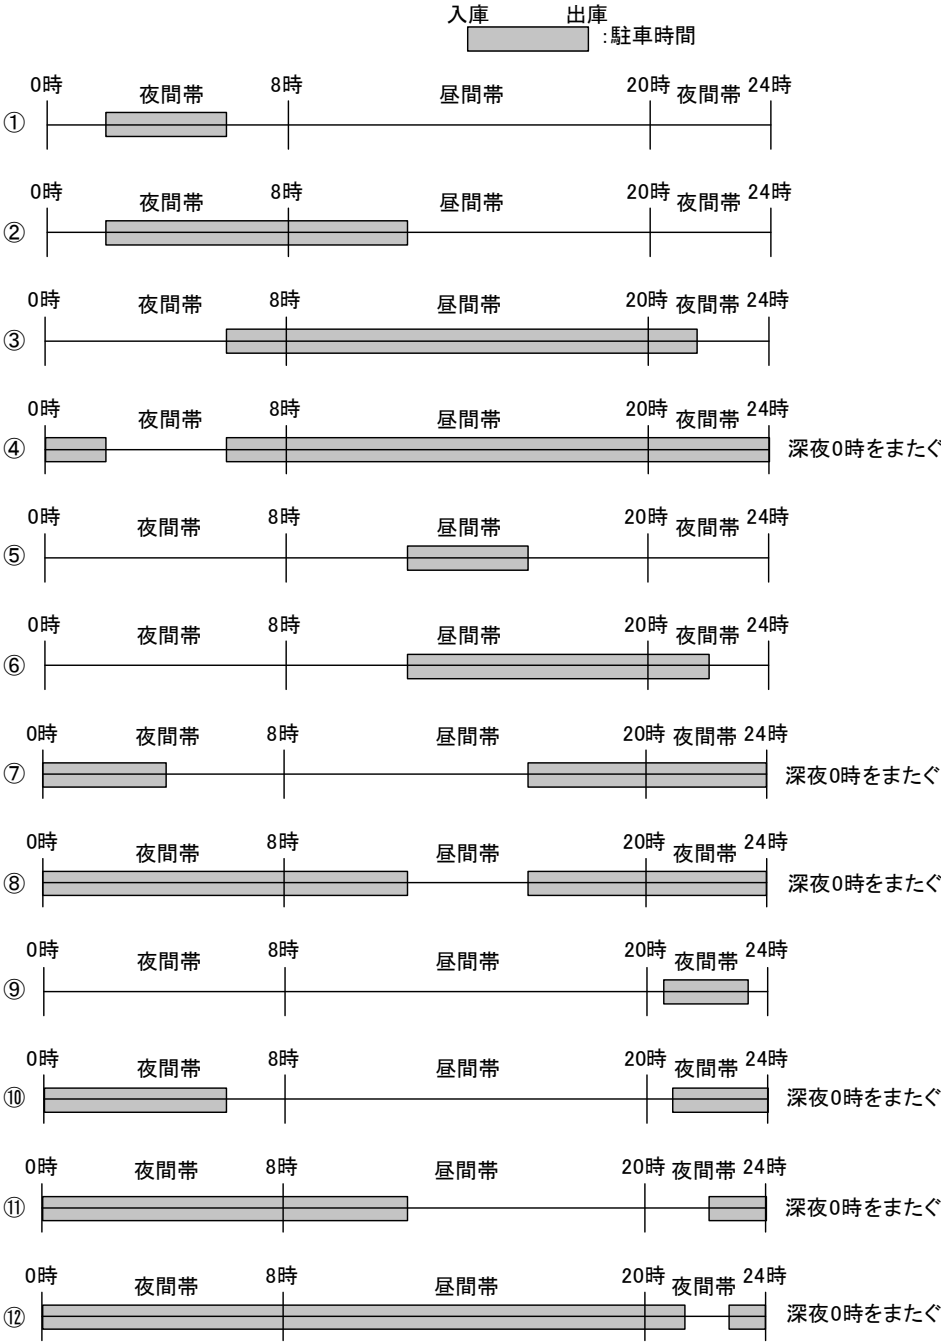 入庫 出庫
:駐車時間
0時 夜間帯 8時 昼間帯 20時 夜間帯 24時
①
0時 夜間帯 8時 昼間帯 20時 夜間帯 24時
②
0時 夜間帯 8時 昼間帯 20時 夜間帯 24時
③
0時 夜間帯 8時 昼間帯 20時 夜間帯 24時
④ 深夜0時をまたぐ
0時 夜間帯 8時 昼間帯 20時 夜間帯 24時
⑤
0時 夜間帯 8時 昼間帯 20時 夜間帯 24時
⑥
0時 夜間帯 8時 昼間帯 20時 夜間帯 24時
⑦ 深夜0時をまたぐ
0時 夜間帯 8時 昼間帯 20時 夜間帯 24時
⑧ 深夜0時をまたぐ
0時 夜間帯 8時 昼間帯 20時 夜間帯 24時
⑨
0時 夜間帯 8時 昼間帯 20時 夜間帯 24時
⑩ 深夜0時をまたぐ
0時 夜間帯 8時 昼間帯 20時 夜間帯 24時
⑪ 深夜0時をまたぐ
0時 夜間帯 8時 昼間帯 20時 夜間帯 24時
⑫ 深夜0時をまたぐ